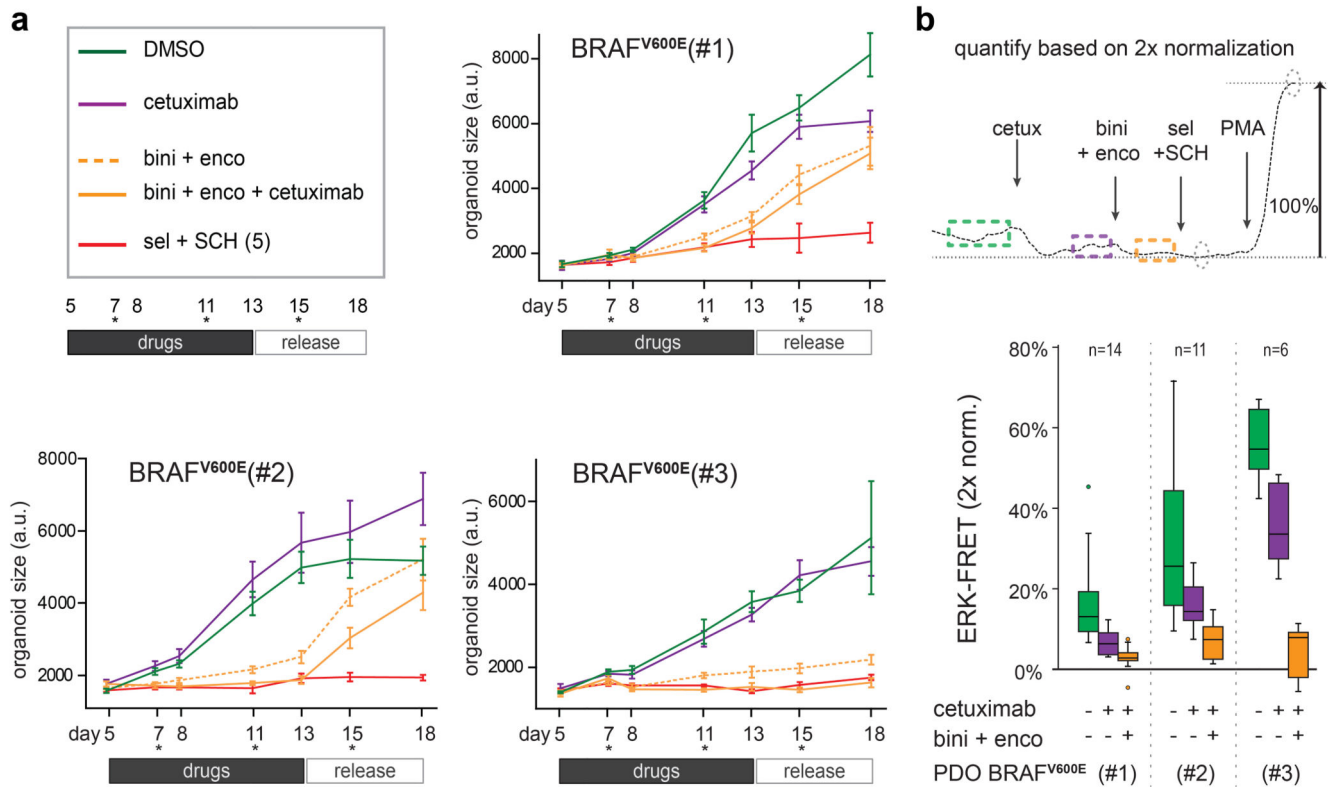 a
DMSO
cetuximab
bini + enco
bini + enco + cetuximab
sel + SCH (5)
5 7 8 11 13 15 18
* * *
drugs release
BRAFV600E (#1)
organoid size (a.u.)
8000
6000
4000
2000
day 5 7 8 11 13 15 18
* * *
drugs release
BRAFV600E (#2)
organoid size (a.u.)
8000
6000
4000
2000
day 5 7 8 11 13 15 18
* * *
drugs release
BRAFV600E (#3)
organoid size (a.u.)
6000
4000
2000
day 5 7 8 11 13 15 18
* * *
drugs release
b
quantify based on 2x normalization
cetux
bini
+ enco
sel
+SCH
PMA
100%
ERK-FRET (2x norm.)
80%
60%
40%
20%
0%
n=14 n=11 n=6
cetuximab - + + - + + - + +
bini + enco - - + - - + - - +
PDO BRAFV600E (#1) (#2) (#3)